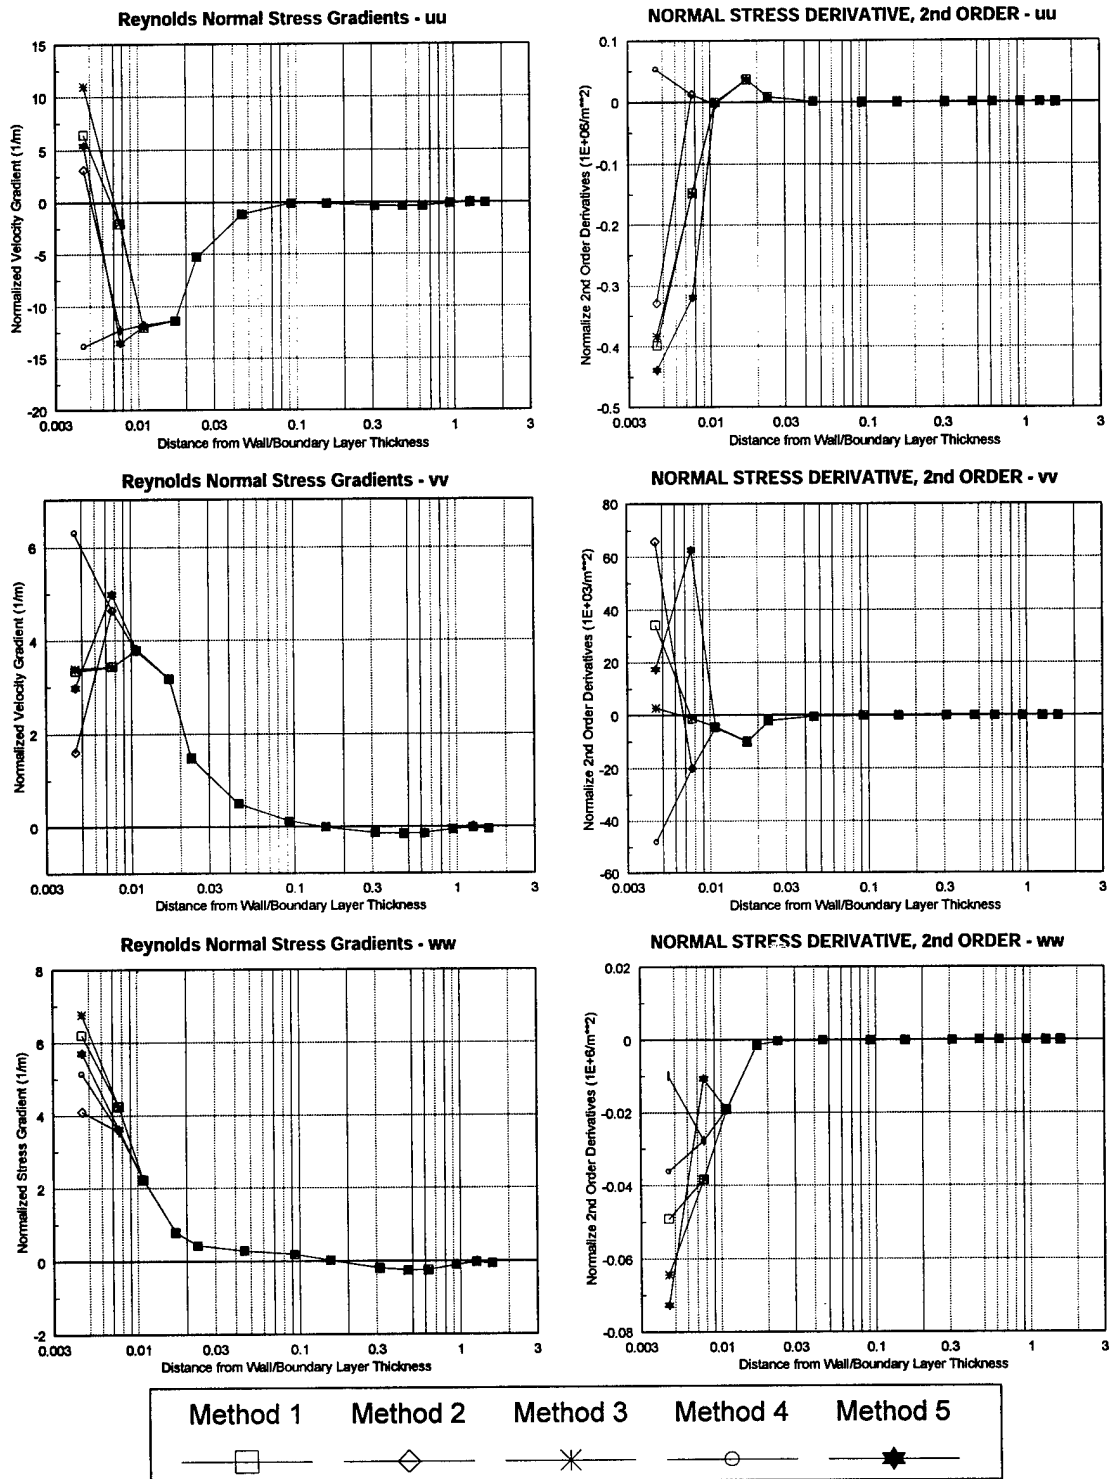 Reynolds Normal Stress Gradients - uu
Normalized Velocity Gradient (1/m)
15
10
5
0
-5
-10
-15
-20
0.003 0.01 0.03 0.1 0.3 1 3
Distance from Wall/Boundary Layer Thickness
NORMAL STRESS DERIVATIVE, 2nd ORDER - uu
Normalize 2nd Order Derivatives (1E+06/m**2)
0.1
0
-0.1
-0.2
-0.3
-0.4
-0.5
0.003 0.01 0.03 0.1 0.3 1 3
Distance from Wall/Boundary Layer Thickness
Reynolds Normal Stress Gradients - vv
Normalized Velocity Gradient (1/m)
6
4
2
0
0.003 0.01 0.03 0.1 0.3 1 3
Distance from Wall/Boundary Layer Thickness
NORMAL STRESS DERIVATIVE, 2nd ORDER - vv
Normalize 2nd Order Derivatives (1E+03/m**2)
80
60
40
20
0
-20
-40
-60
0.003 0.01 0.03 0.1 0.3 1 3
Distance from Wall/Boundary Layer Thickness
Reynolds Normal Stress Gradients - ww
Normalized Stress Gradient (1/m)
8
6
4
2
0
-2
0.003 0.01 0.03 0.1 0.3 1 3
Distance from Wall/Boundary Layer Thickness
NORMAL STRESS DERIVATIVE, 2nd ORDER - ww
Normalize 2nd Order Derivatives (1E+6/m**2)
0.02
0
-0.02
-0.04
-0.06
-0.08
0.003 0.01 0.03 0.1 0.3 1 3
Distance from Wall/Boundary Layer Thickness
Method 1 Method 2 Method 3 Method 4 Method 5